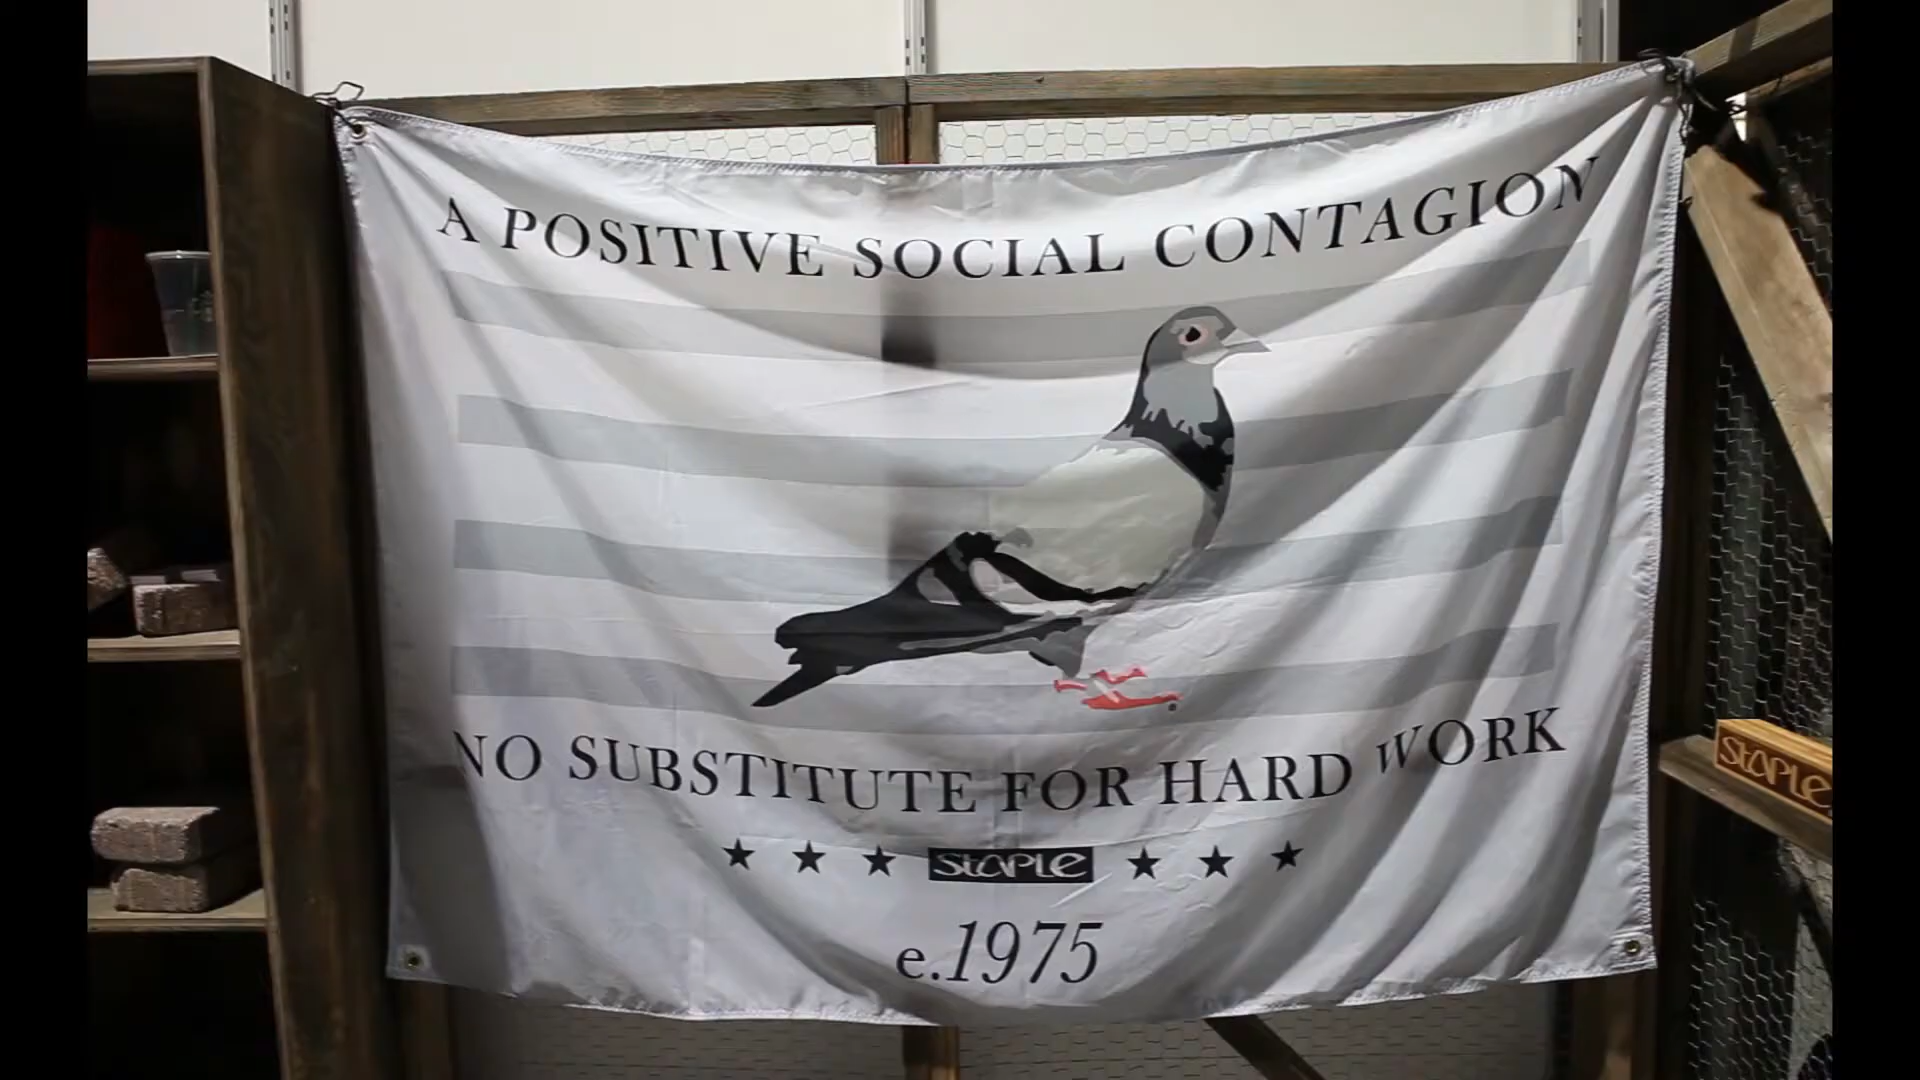 A POSITIVE SOCIAL CONTAGION
NO SUBSTITUTE FOR HARD WORK
STAPLE
e.1975
STAPLE